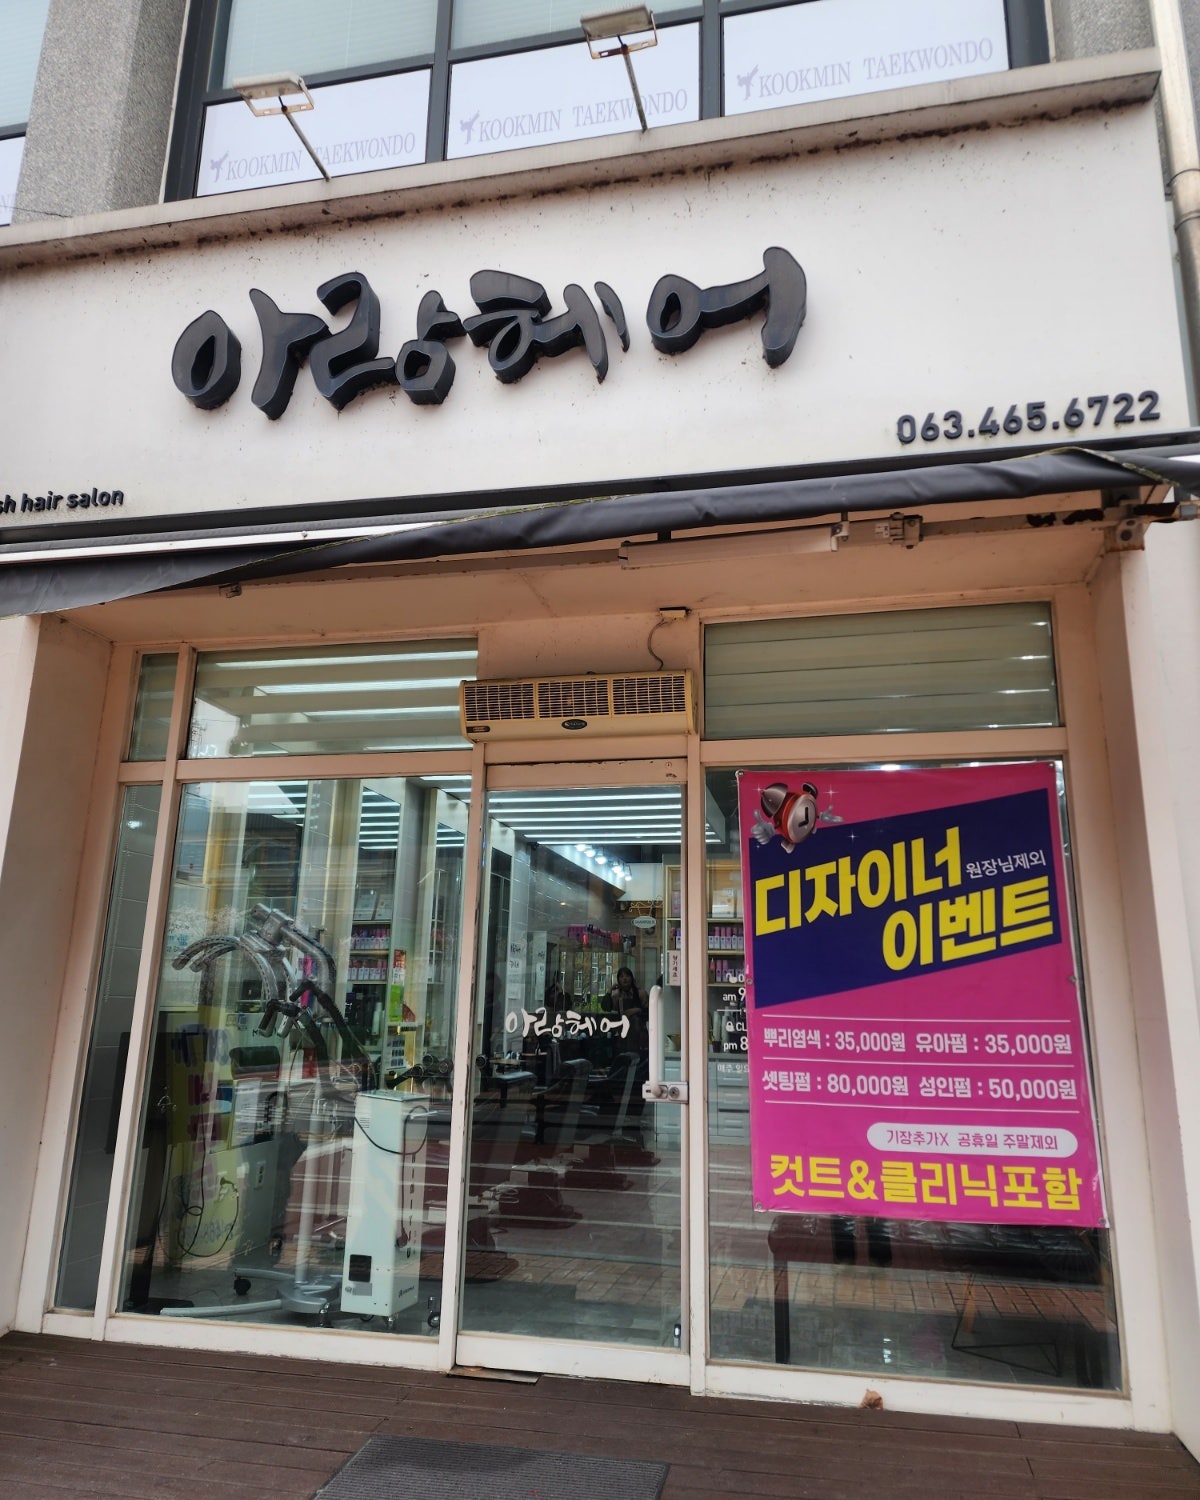 KOOKMIN TAEKWONDO
KOOKMIN TAEKWONDO
KOOKMIN TAEKWONDO
아랑헤어
063.465.6722
hair salon
디자이너 원장님제외
이벤트
뿌리염색 : 35,000원 유아펌 : 35,000원
셋팅펌 : 80,000원 성인펌 : 50,000원
기장추가X 공휴일 주말제외
컷트&클리닉포함
아랑헤어
am 9
pm 8